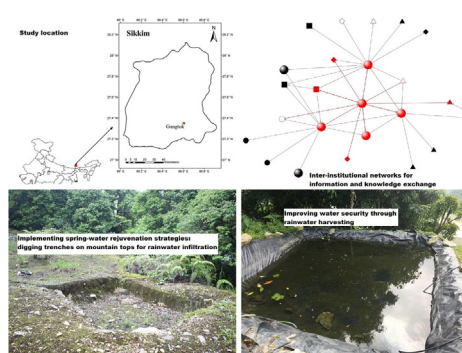 Study location
Sikkim
N
Gangtok
Inter-institutional networks for
information and knowledge exchange
Implementing spring-water rejuvenation strategies:
digging trenches on mountain tops for rainwater infiltration
Improving water security through
rainwater harvesting